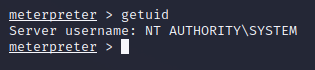 meterpreter > getuid
Server username: NT AUTHORITY\SYSTEM
meterpreter >